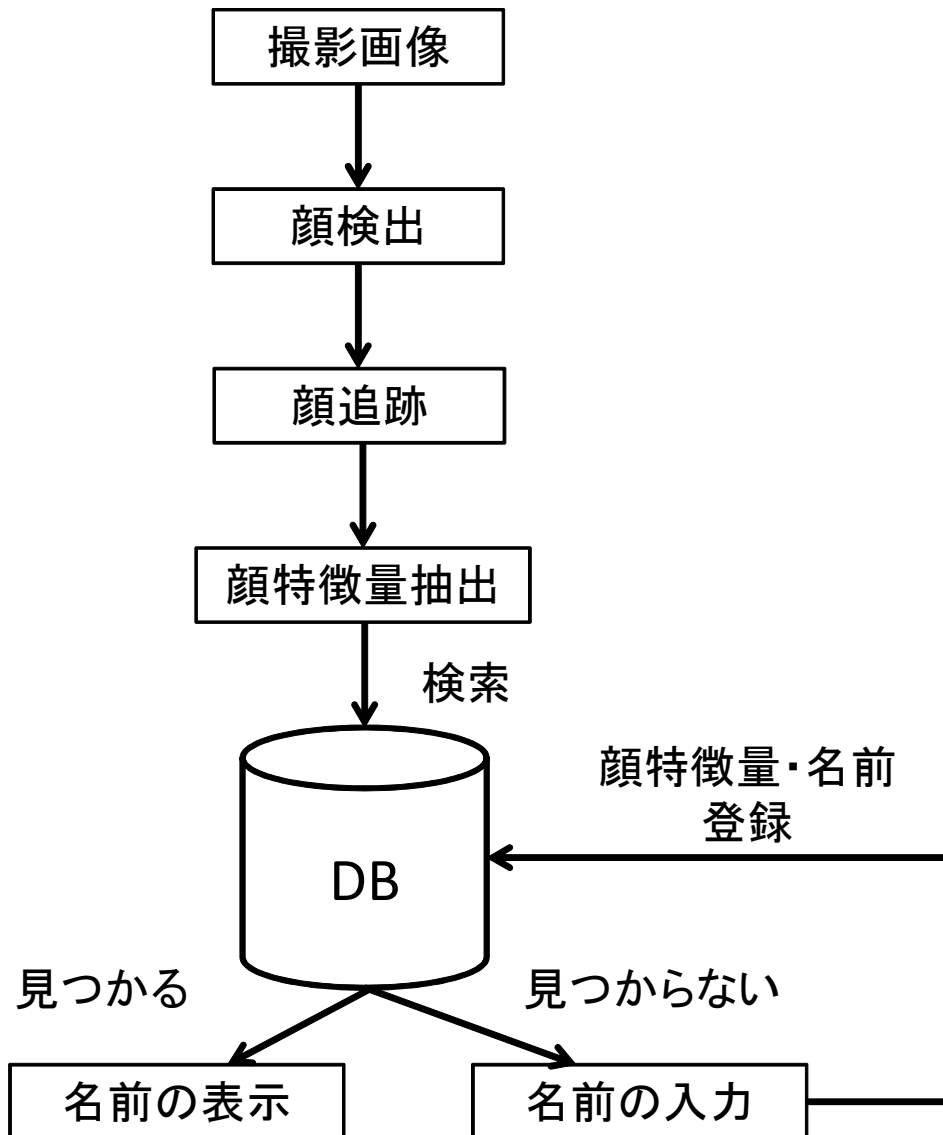 撮影画像
顔検出
顔追跡
顔特徴量抽出
検索
顔特徴量・名前
登録
DB
見つかる
見つからない
名前の表示
名前の入力